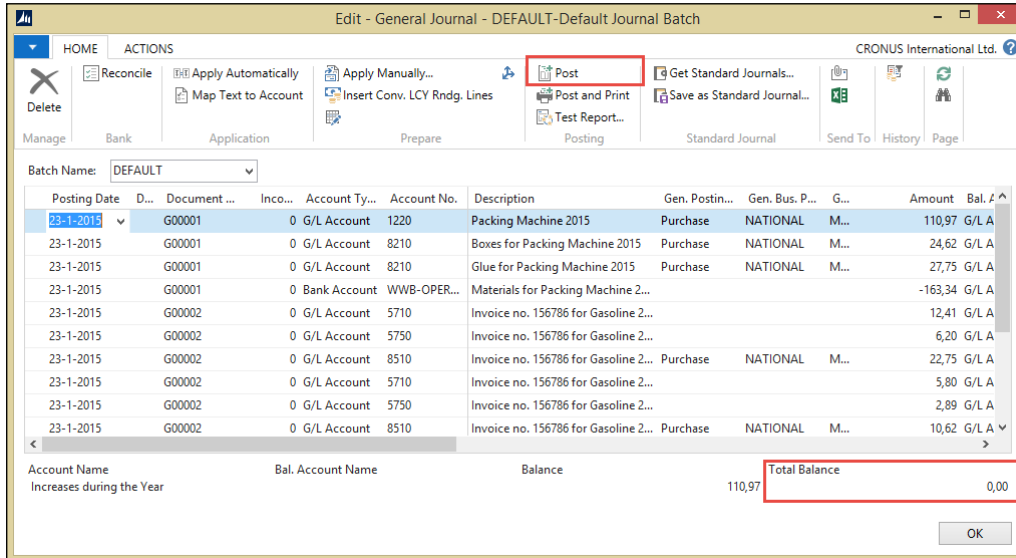 Edit - General Journal - DEFAULT-Default Journal Batch
HOME ACTIONS CRONUS International Ltd.
Delete
Reconcile
Apply Automatically
Map Text to Account
Apply Manually...
Insert Conv. LCY Rndg. Lines
Post
Post and Print
Test Report...
Get Standard Journals...
Save as Standard Journal...
Manage Bank Application Prepare Posting Standard Journal Send To History Page
Batch Name: DEFAULT
Posting Date D... Document ... Inco... Account Ty... Account No. Description Gen. Postin... Gen. Bus. P... G... Amount Bal. A
23-1-2015 G00001 0 G/L Account 1220 Packing Machine 2015 Purchase NATIONAL M... 110,97 G/L A
23-1-2015 G00001 0 G/L Account 8210 Boxes for Packing Machine 2015 Purchase NATIONAL M... 24,62 G/L A
23-1-2015 G00001 0 G/L Account 8210 Glue for Packing Machine 2015 Purchase NATIONAL M... 27,75 G/L A
23-1-2015 G00001 0 Bank Account WWB-OPER... Materials for Packing Machine 2... -163,34 G/L A
23-1-2015 G00002 0 G/L Account 5710 Invoice no. 156786 for Gasoline 2... 12,41 G/L A
23-1-2015 G00002 0 G/L Account 5750 Invoice no. 156786 for Gasoline 2... 6,20 G/L A
23-1-2015 G00002 0 G/L Account 8510 Invoice no. 156786 for Gasoline 2... Purchase NATIONAL M... 22,75 G/L A
23-1-2015 G00002 0 G/L Account 5710 Invoice no. 156786 for Gasoline 2... 5,80 G/L A
23-1-2015 G00002 0 G/L Account 5750 Invoice no. 156786 for Gasoline 2... 2,89 G/L A
23-1-2015 G00002 0 G/L Account 8510 Invoice no. 156786 for Gasoline 2... Purchase NATIONAL M... 10,62 G/L A
Account Name Bal. Account Name Balance Total Balance
Increases during the Year 110,97 0,00
OK